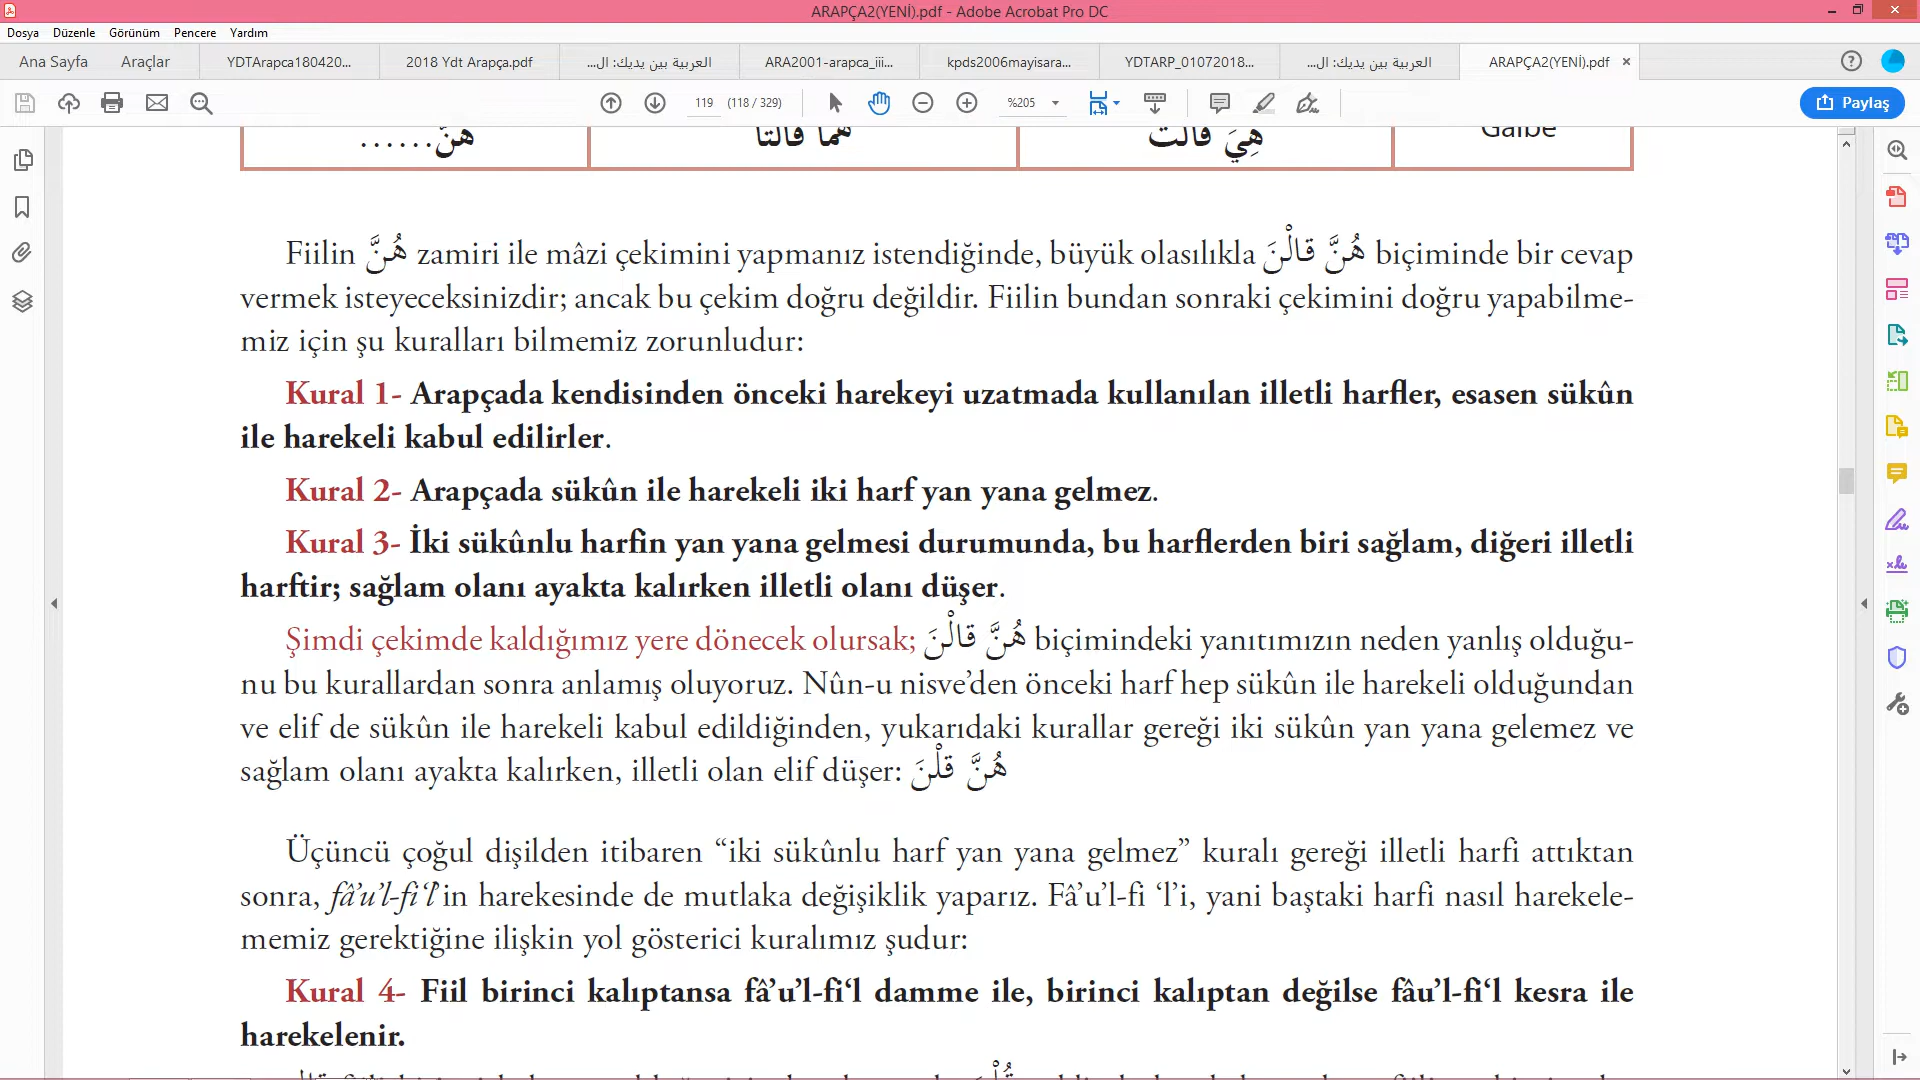 ARAPÇA2(YENİ).pdf - Adobe Acrobat Pro DC
Dosya Düzenle Görünüm Pencere Yardım
Ana Sayfa Araçlar YDTArapca180420... 2018 Ydt Arapça.pdf العربية بين يديك: ال... ARA2001-arapca_iii... kpds2006mayisara... YDTARP_01072018... العربية بين يديك: ال... ARAPÇA2(YENİ).pdf ×
119 (118 / 329) %205 Paylaş
Gaibe هِيَ قالَتْ هُما قالَتا هُنَّ......
Fiilin هُنَّ zamiri ile mâzi çekimini yapmanız istendiğinde, büyük olasılıkla هُنَّ قالْنَ biçiminde bir cevap
vermek isteyeceksinizdir; ancak bu çekim doğru değildir. Fiilin bundan sonraki çekimini doğru yapabilme-
miz için şu kuralları bilmemiz zorunludur:
Kural 1- Arapçada kendisinden önceki harekeyi uzatmada kullanılan illetli harfler, esasen sükûn
ile harekeli kabul edilirler.
Kural 2- Arapçada sükûn ile harekeli iki harf yan yana gelmez.
Kural 3- İki sükûnlu harfin yan yana gelmesi durumunda, bu harflerden biri sağlam, diğeri illetli
harftir; sağlam olanı ayakta kalırken illetli olanı düşer.
Şimdi çekimde kaldığımız yere dönecek olursak; هُنَّ قالْنَ biçimindeki yanıtımızın neden yanlış olduğu-
nu bu kurallardan sonra anlamış oluyoruz. Nûn-u nisve’den önceki harf hep sükûn ile harekeli olduğundan
ve elif de sükûn ile harekeli kabul edildiğinden, yukarıdaki kurallar gereği iki sükûn yan yana gelemez ve
sağlam olanı ayakta kalırken, illetli olan elif düşer: هُنَّ قلْنَ
Üçüncü çoğul dişilden itibaren “iki sükûnlu harf yan yana gelmez” kuralı gereği illetli harfi attıktan
sonra, fâ’u’l-fi‘l’in harekesinde de mutlaka değişiklik yaparız. Fâ’u’l-fi ‘l’i, yani baştaki harfi nasıl harekele-
memiz gerektiğine ilişkin yol gösterici kuralımız şudur:
Kural 4- Fiil birinci kalıptansa fâ’u’l-fi‘l damme ile, birinci kalıptan değilse fâu’l-fi‘l kesra ile
harekelenir.